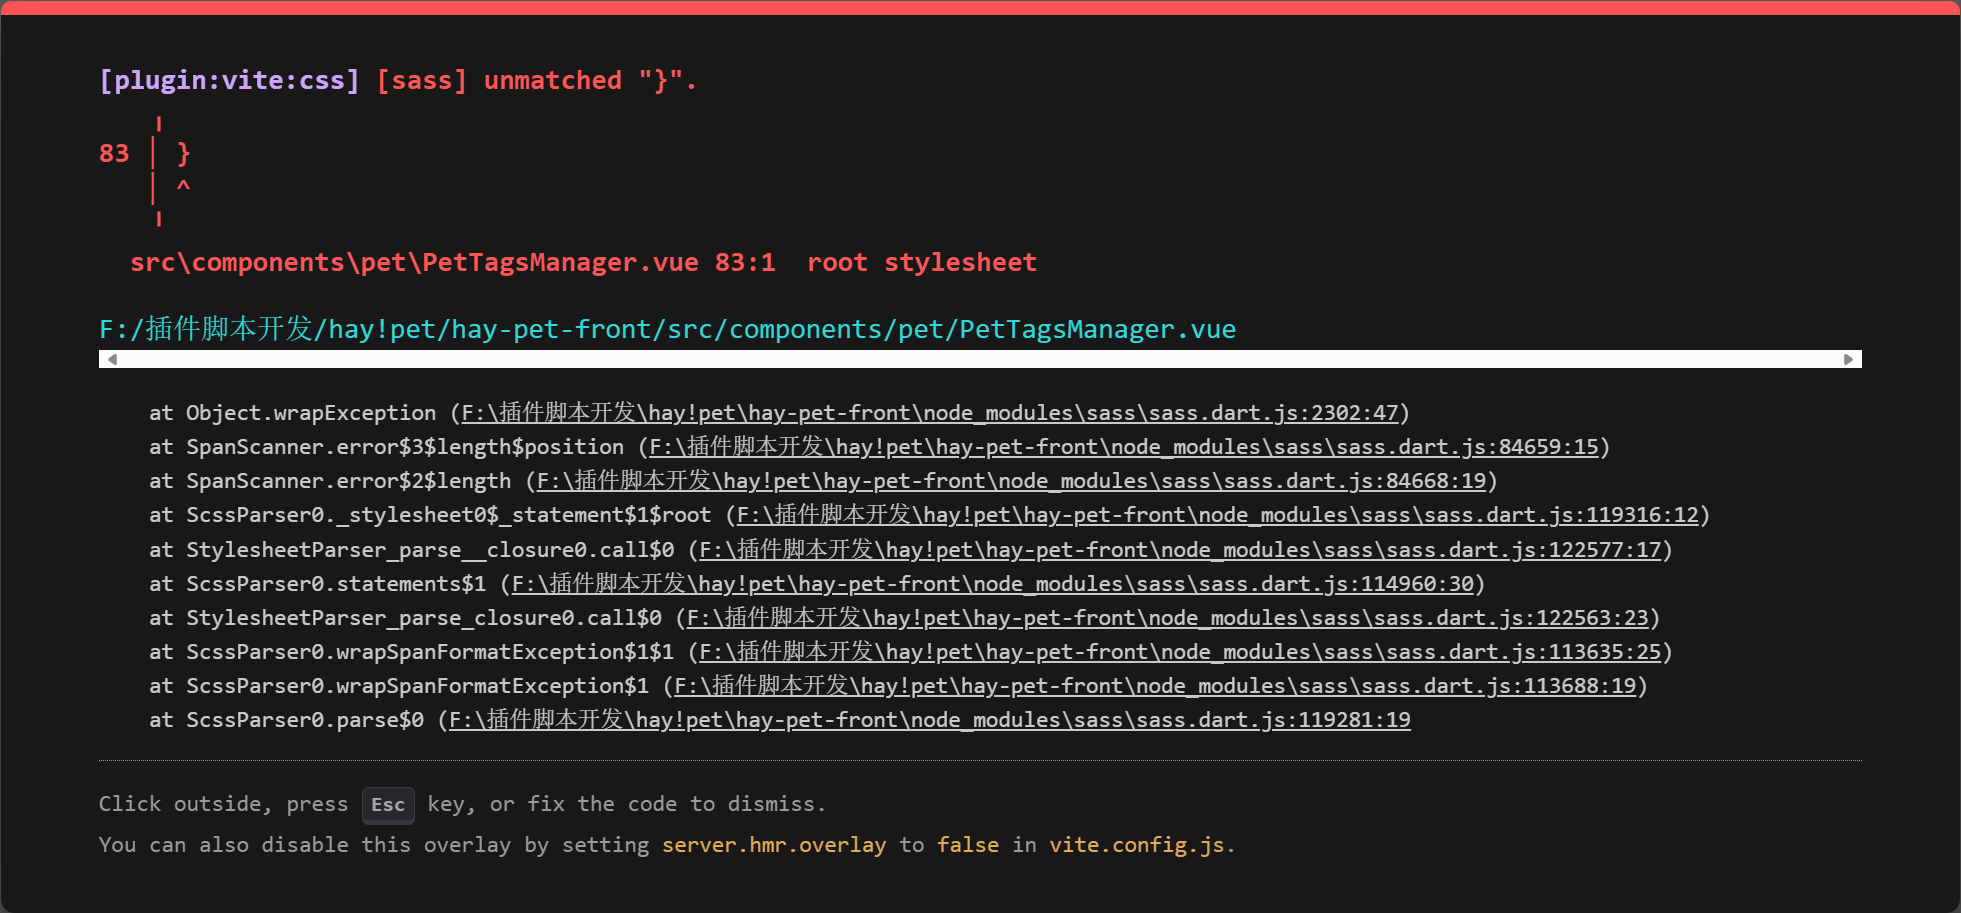 [plugin:vite:css] [sass] unmatched "}".
╷
83 │ }
│ ^
╵
src\components\pet\PetTagsManager.vue 83:1  root stylesheet
F:/插件脚本开发/hay!pet/hay-pet-front/src/components/pet/PetTagsManager.vue
at Object.wrapException (F:\插件脚本开发\hay!pet\hay-pet-front\node_modules\sass\sass.dart.js:2302:47)
at SpanScanner.error$3$length$position (F:\插件脚本开发\hay!pet\hay-pet-front\node_modules\sass\sass.dart.js:84659:15)
at SpanScanner.error$2$length (F:\插件脚本开发\hay!pet\hay-pet-front\node_modules\sass\sass.dart.js:84668:19)
at ScssParser0._stylesheet0$_statement$1$root (F:\插件脚本开发\hay!pet\hay-pet-front\node_modules\sass\sass.dart.js:119316:12)
at StylesheetParser_parse__closure0.call$0 (F:\插件脚本开发\hay!pet\hay-pet-front\node_modules\sass\sass.dart.js:122577:17)
at ScssParser0.statements$1 (F:\插件脚本开发\hay!pet\hay-pet-front\node_modules\sass\sass.dart.js:114960:30)
at StylesheetParser_parse_closure0.call$0 (F:\插件脚本开发\hay!pet\hay-pet-front\node_modules\sass\sass.dart.js:122563:23)
at ScssParser0.wrapSpanFormatException$1$1 (F:\插件脚本开发\hay!pet\hay-pet-front\node_modules\sass\sass.dart.js:113635:25)
at ScssParser0.wrapSpanFormatException$1 (F:\插件脚本开发\hay!pet\hay-pet-front\node_modules\sass\sass.dart.js:113688:19)
at ScssParser0.parse$0 (F:\插件脚本开发\hay!pet\hay-pet-front\node_modules\sass\sass.dart.js:119281:19
Click outside, press Esc key, or fix the code to dismiss.
You can also disable this overlay by setting server.hmr.overlay to false in vite.config.js.